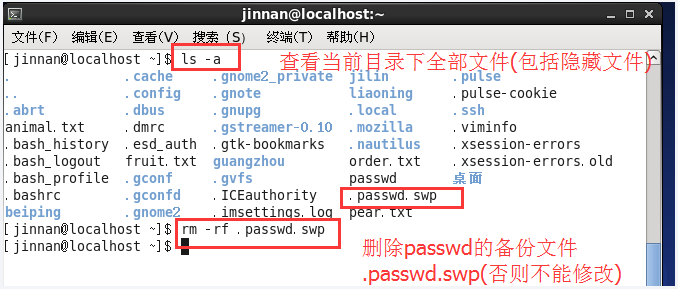 jinnan@localhost:~
文件(F) 编辑(E) 查看(V) 搜索 (S) 终端(T) 帮助(H)
[jinnan@localhost ~]$ ls -a 查看当前目录下全部文件(包括隐藏文件)
. .cache .gnome2_private jilin .pulse
.. .config .gnote liaoning .pulse-cookie
.abrt .dbus .gnupg .local .ssh
animal.txt .dmrc .gstreamer-0.10 .mozilla .viminfo
.bash_history .esd_auth .gtk-bookmarks .nautilus .xsession-errors
.bash_logout fruit.txt guangzhou order.txt .xsession-errors.old
.bash_profile .gconf .gvfs passwd 桌面
.bashrc .gconfd .ICEauthority .passwd.swp
beiping .gnome2 .imsettings.log pear.txt
[jinnan@localhost ~]$ rm -rf .passwd.swp
[jinnan@localhost ~]$
删除passwd的备份文件
.passwd.swp(否则不能修改)